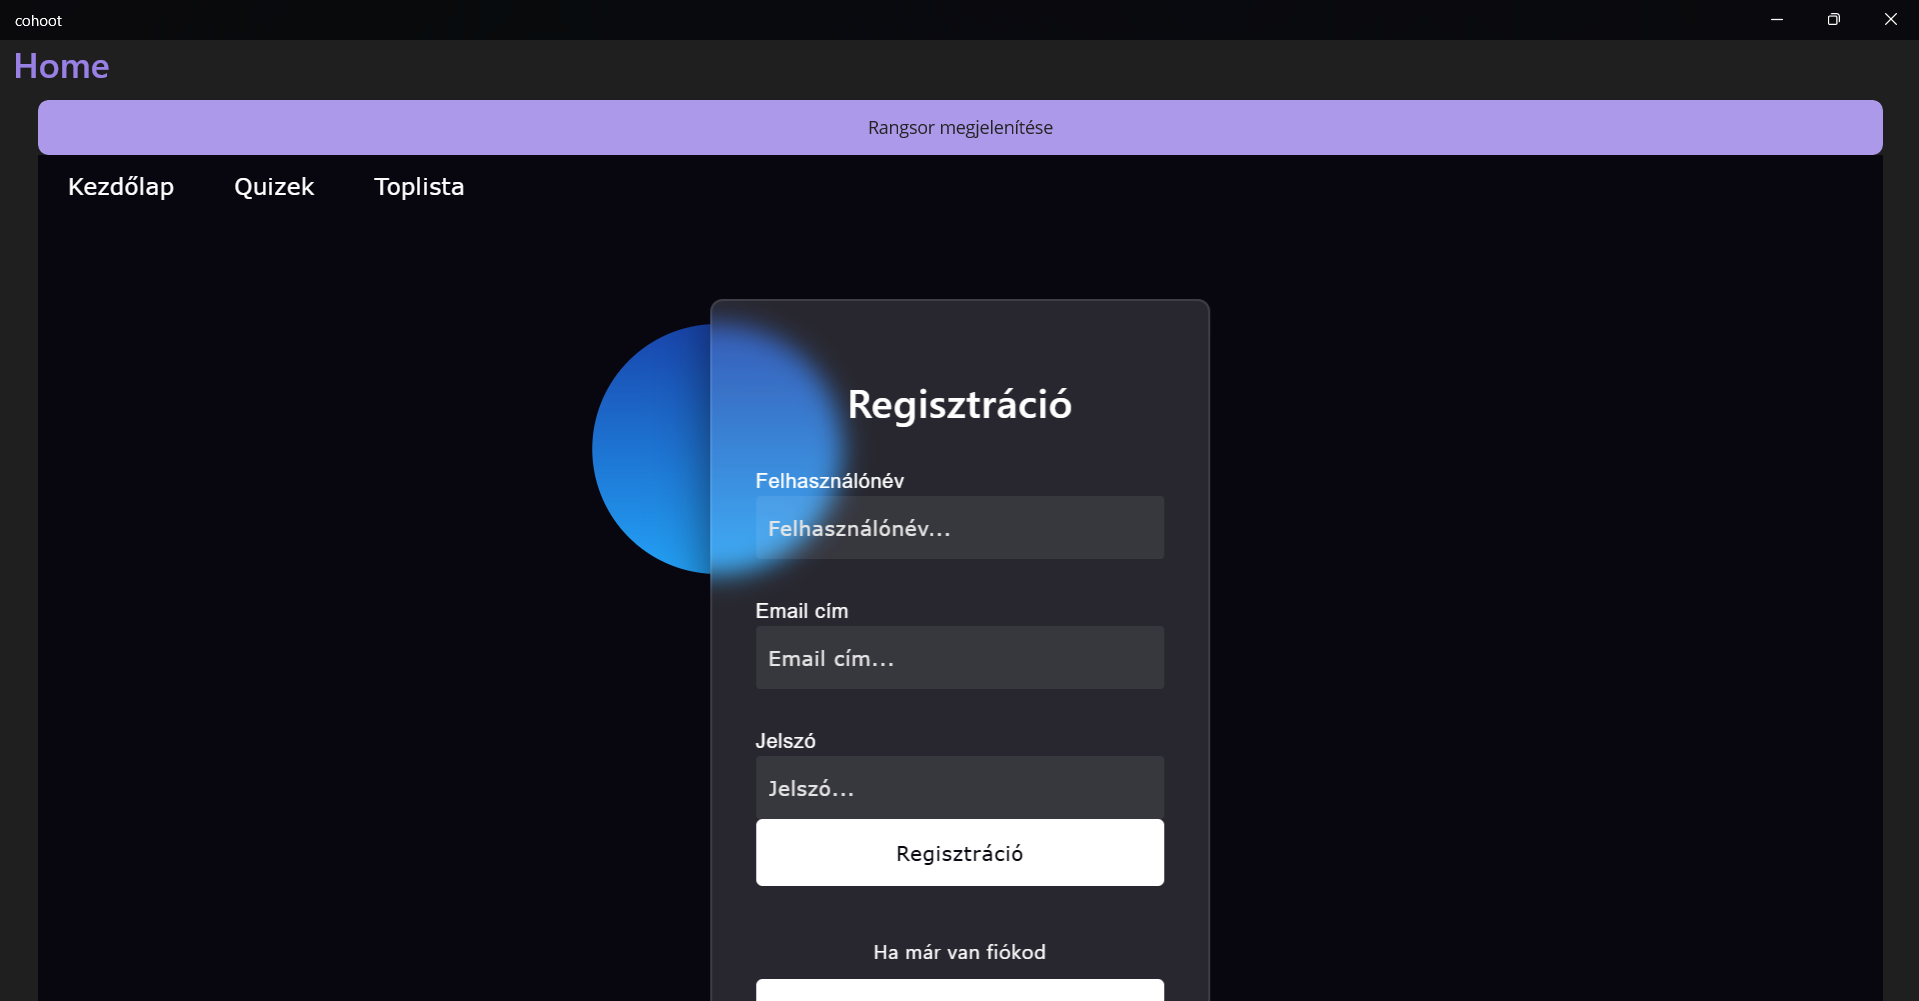 cohoot
Home
Rangsor megjelenítése
Kezdőlap Quizek Toplista
Regisztráció
Felhasználónév
Felhasználónév...
Email cím
Email cím...
Jelszó
Jelszó...
Regisztráció
Ha már van fiókod